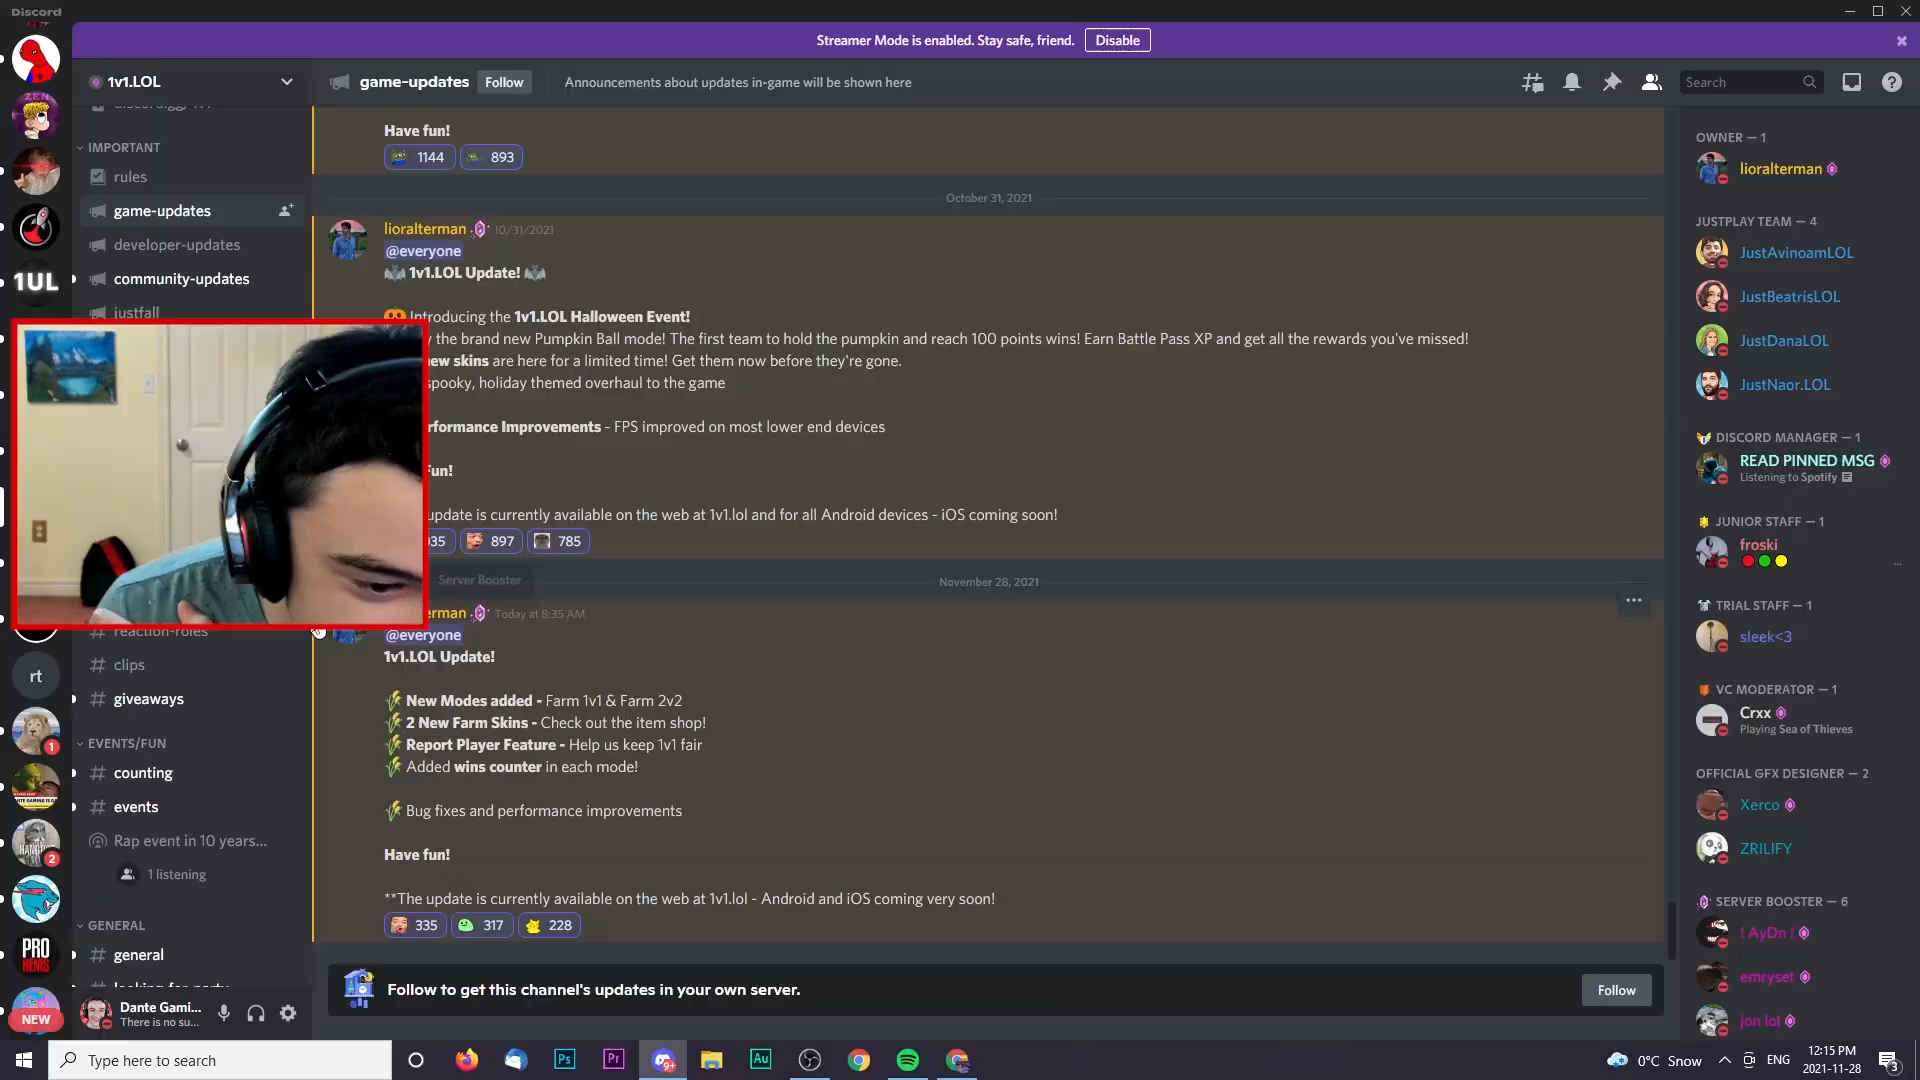 Discord
Streamer Mode is enabled. Stay safe, friend.
Disable
1v1.LOL
game-updates
Follow
Announcements about updates in-game will be shown here
Search
IMPORTANT
rules
game-updates
developer-updates
community-updates
justfall
reaction-roles
clips
giveaways
EVENTS/FUN
counting
events
Rap event in 10 years...
1 listening
GENERAL
general
looking-for-party
Dante Gami...
There is no su...
ZEN
1UL
rt
1
2
PRO
NEW
Have fun!
1144
893
October 31, 2021
lioralterman 10/31/2021
@everyone
1v1.LOL Update!
Introducing the 1v1.LOL Halloween Event!
the brand new Pumpkin Ball mode! The first team to hold the pumpkin and reach 100 points wins! Earn Battle Pass XP and get all the rewards you've missed!
skins are here for a limited time! Get them now before they're gone.
spooky, holiday themed overhaul to the game
Improvements - FPS improved on most lower end devices
update is currently available on the web at 1v1.lol and for all Android devices - iOS coming soon!
897
785
Server Booster
November 28, 2021
erman Today at 8:35 AM
@everyone
1v1.LOL Update!
New Modes added - Farm 1v1 & Farm 2v2
2 New Farm Skins - Check out the item shop!
Report Player Feature - Help us keep 1v1 fair
Added wins counter in each mode!
Bug fixes and performance improvements
Have fun!
**The update is currently available on the web at 1v1.lol - Android and iOS coming very soon!
335
317
228
Follow to get this channel's updates in your own server.
Follow
OWNER — 1
lioralterman
JUSTPLAY TEAM — 4
JustAvinoamLOL
JustBeatrisLOL
JustDanaLOL
JustNaor.LOL
DISCORD MANAGER — 1
READ PINNED MSG
Listening to Spotify
JUNIOR STAFF — 1
froski
TRIAL STAFF — 1
sleek<3
VC MODERATOR — 1
Crxx
Playing Sea of Thieves
OFFICIAL GFX DESIGNER — 2
Xerco
ZRILIFY
SERVER BOOSTER — 6
! AyDn !
emryset
jon lol
Type here to search
Ps
Pr
9+
Au
0°C Snow
ENG
12:15 PM
2021-11-28
3